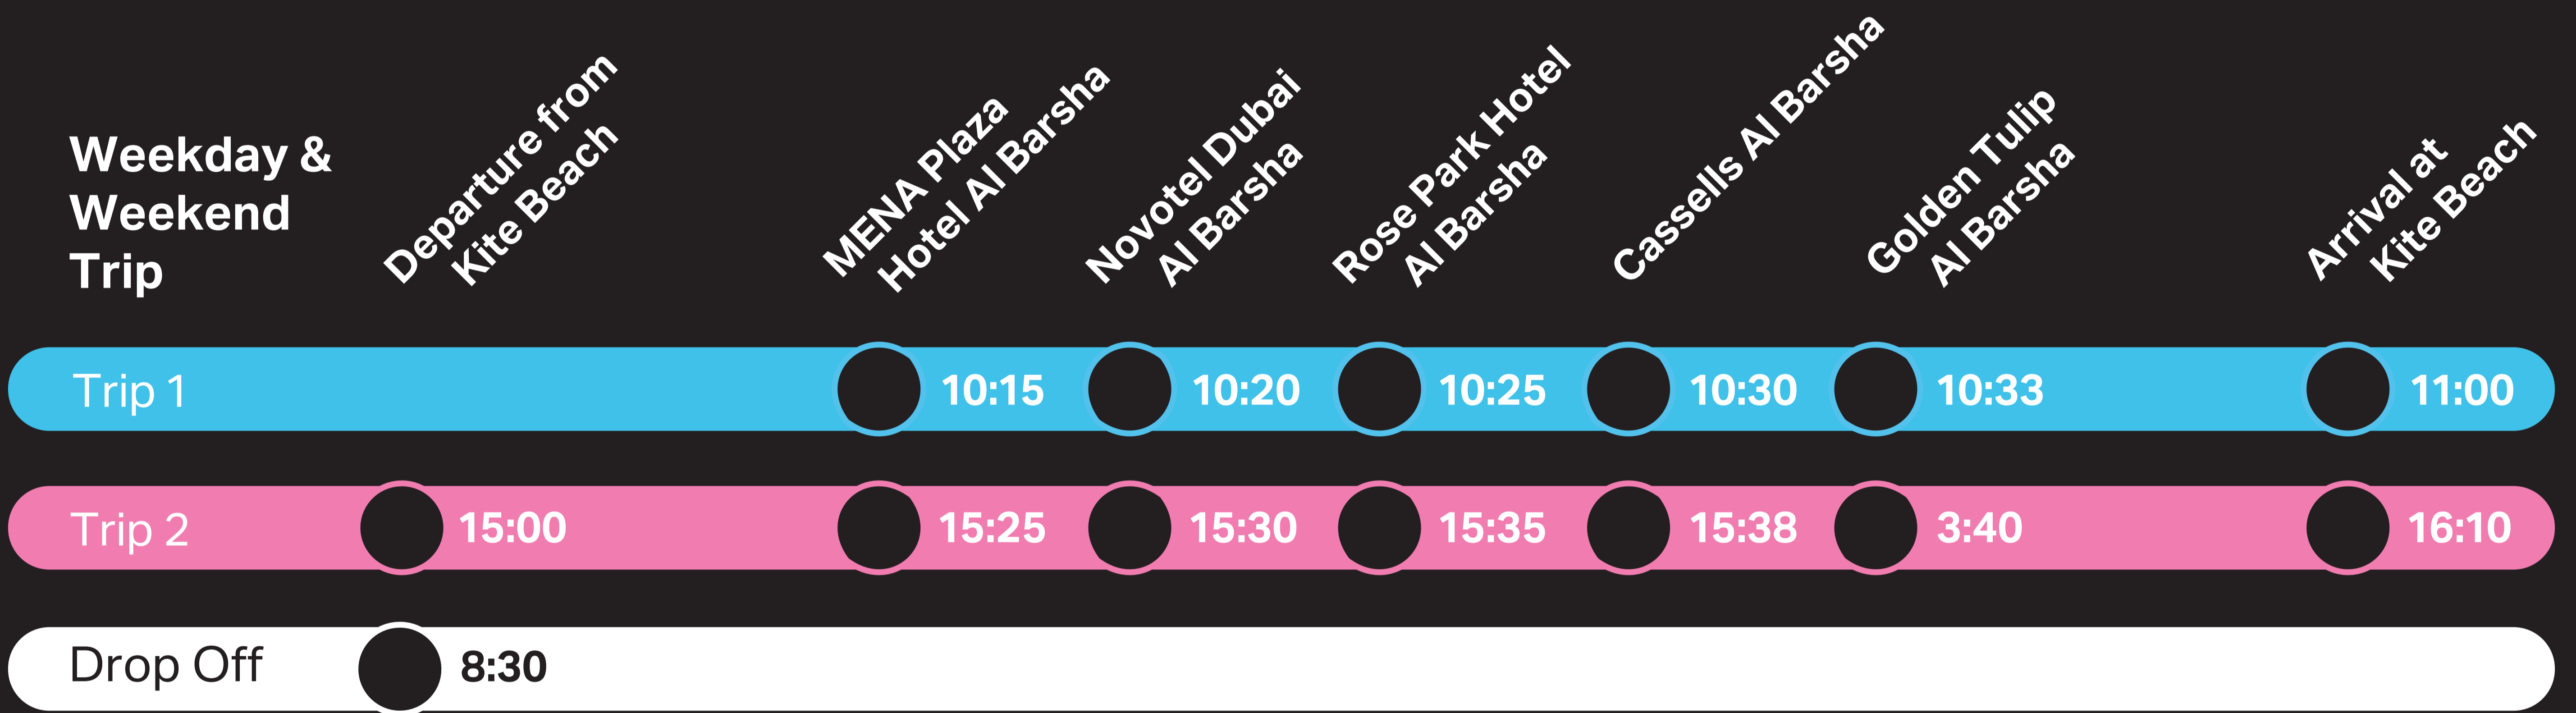 Weekday &
Weekend
Trip
Departure from
Kite Beach
MENA Plaza
Hotel Al Barsha
Novotel Dubai
Al Barsha
Rose Park Hotel
Al Barsha
Cassells Al Barsha
Golden Tulip
Al Barsha
Arrival at
Kite Beach
Trip 1 10:15 10:20 10:25 10:30 10:33 11:00
Trip 2 15:00 15:25 15:30 15:35 15:38 3:40 16:10
Drop Off 8:30